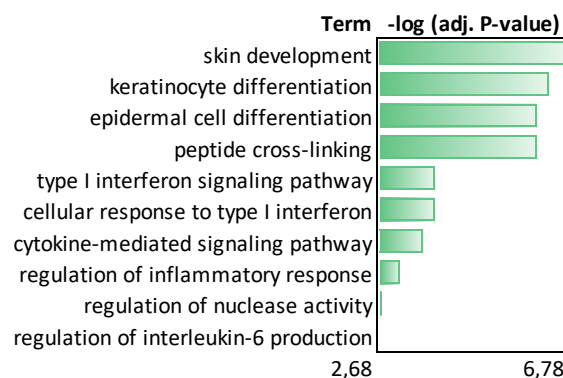 Term -log (adj. P-value)
skin development
keratinocyte differentiation
epidermal cell differentiation
peptide cross-linking
type I interferon signaling pathway
cellular response to type I interferon
cytokine-mediated signaling pathway
regulation of inflammatory response
regulation of nuclease activity
regulation of interleukin-6 production
2,68 6,78